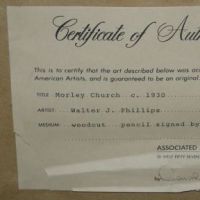 Certificate of Aut
This is to certify that the art described below was acq
American Artists, and is guaranteed to be an original
TITLE Morley Church c. 1930
ARTIST Walter J. Phillips
MEDIUM woodcut pencil signed by
ASSOCIATED